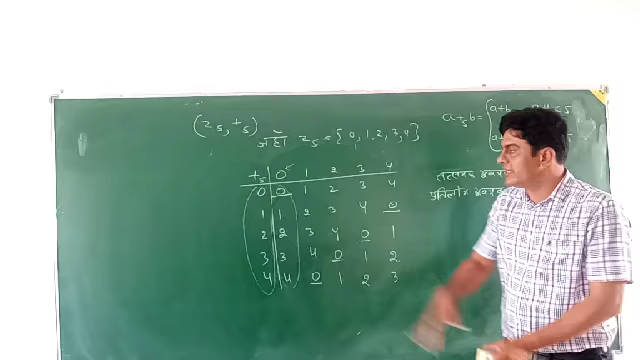 (Z₅, +₅)
जहाँ Z₅ = { 0, 1, 2, 3, 4 }
a +₅ b =
+₅ 0 1 2 3 4
0 0 1 2 3 4
1 1 2 3 4 0
2 2 3 4 0 1
3 3 4 0 1 2
4 4 0 1 2 3
तत्समक
प्रतिलोम